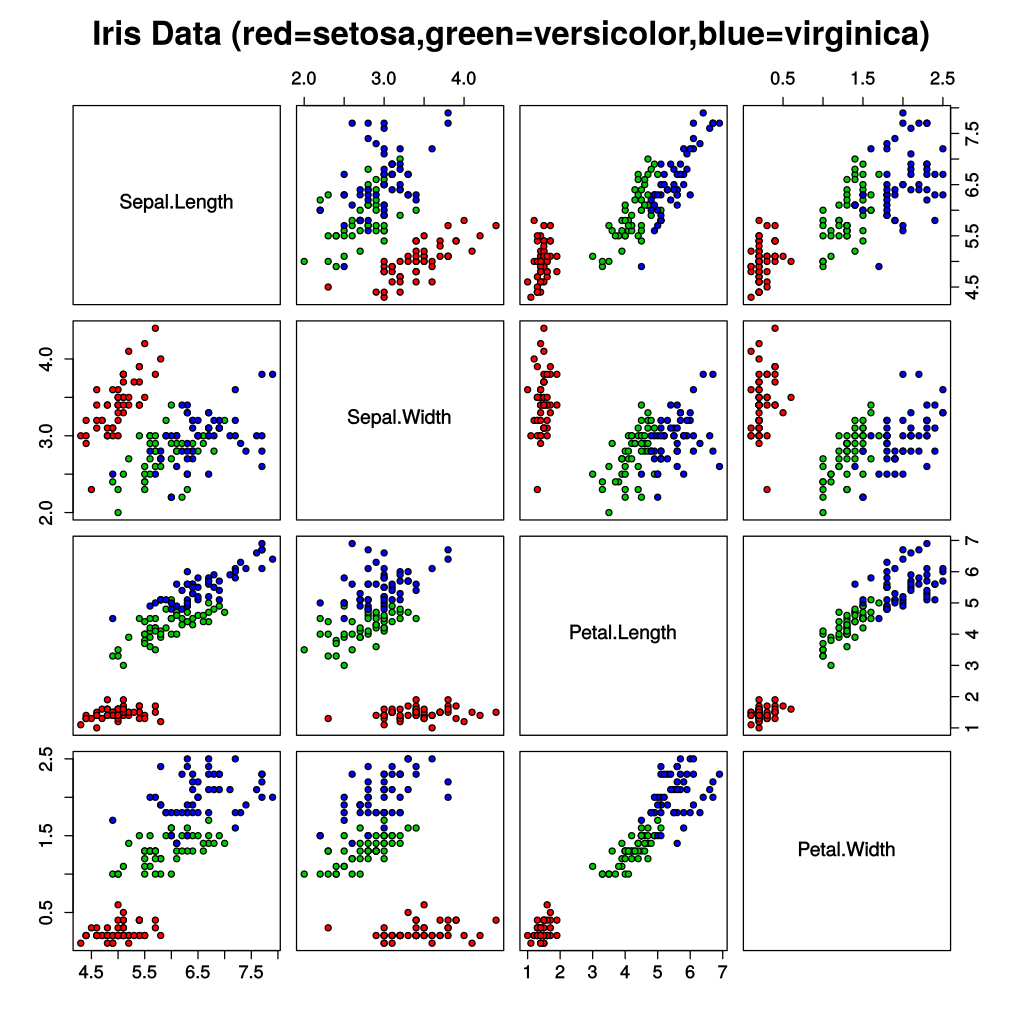 Iris Data (red=setosa,green=versicolor,blue=virginica)
2.0 3.0 4.0 0.5 1.5 2.5
Sepal.Length
4.5 5.5 6.5 7.5
2.0 3.0 4.0
Sepal.Width
Petal.Length
1 2 3 4 5 6 7
0.5 1.5 2.5
Petal.Width
4.5 5.5 6.5 7.5 1 2 3 4 5 6 7